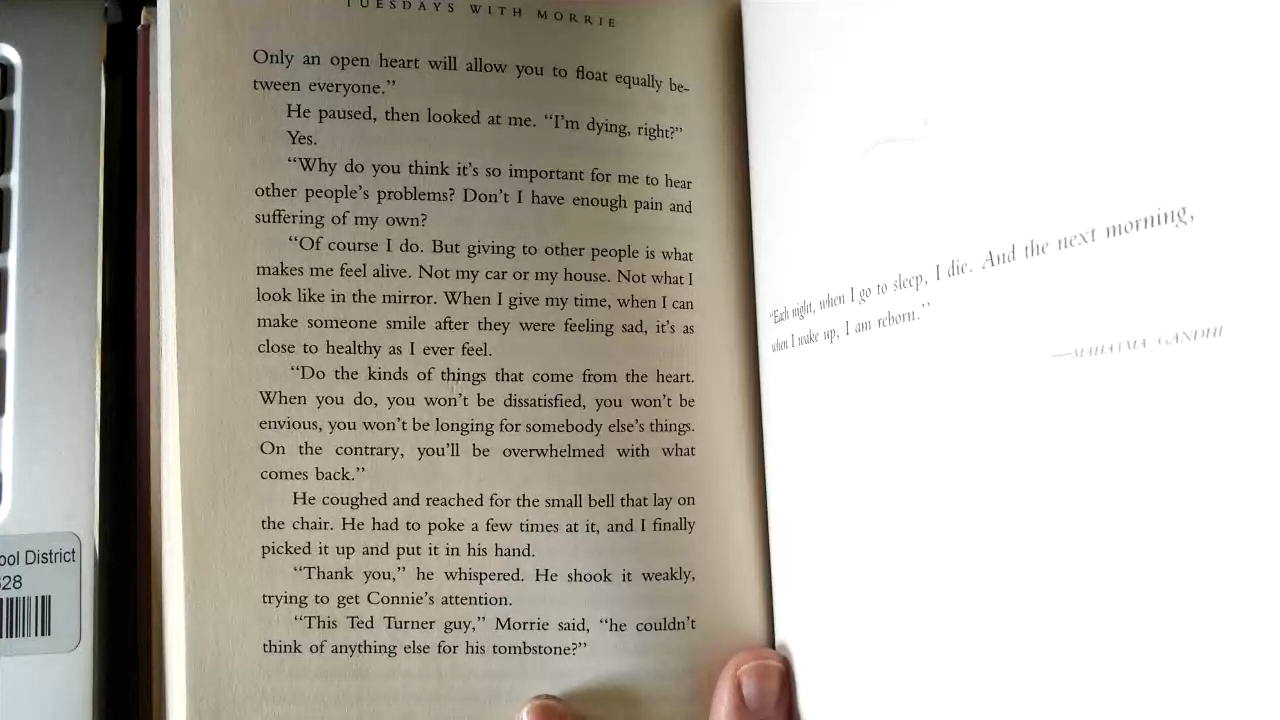 TUESDAYS WITH MORRIE
Only an open heart will allow you to float equally be-
tween everyone."
He paused, then looked at me. "I'm dying, right?"
Yes.
"Why do you think it's so important for me to hear
other people's problems? Don't I have enough pain and
suffering of my own?
"Of course I do. But giving to other people is what
makes me feel alive. Not my car or my house. Not what I
look like in the mirror. When I give my time, when I can
make someone smile after they were feeling sad, it's as
close to healthy as I ever feel.
"Do the kinds of things that come from the heart.
When you do, you won't be dissatisfied, you won't be
envious, you won't be longing for somebody else's things.
On the contrary, you'll be overwhelmed with what
comes back."
He coughed and reached for the small bell that lay on
the chair. He had to poke a few times at it, and I finally
picked it up and put it in his hand.
"Thank you," he whispered. He shook it weakly,
trying to get Connie's attention.
"This Ted Turner guy," Morrie said, "he couldn't
think of anything else for his tombstone?"
"Each night, when I go to sleep, I die. And the next morning,
when I wake up, I am reborn."
—MAHATMA GANDHI
ool District
28